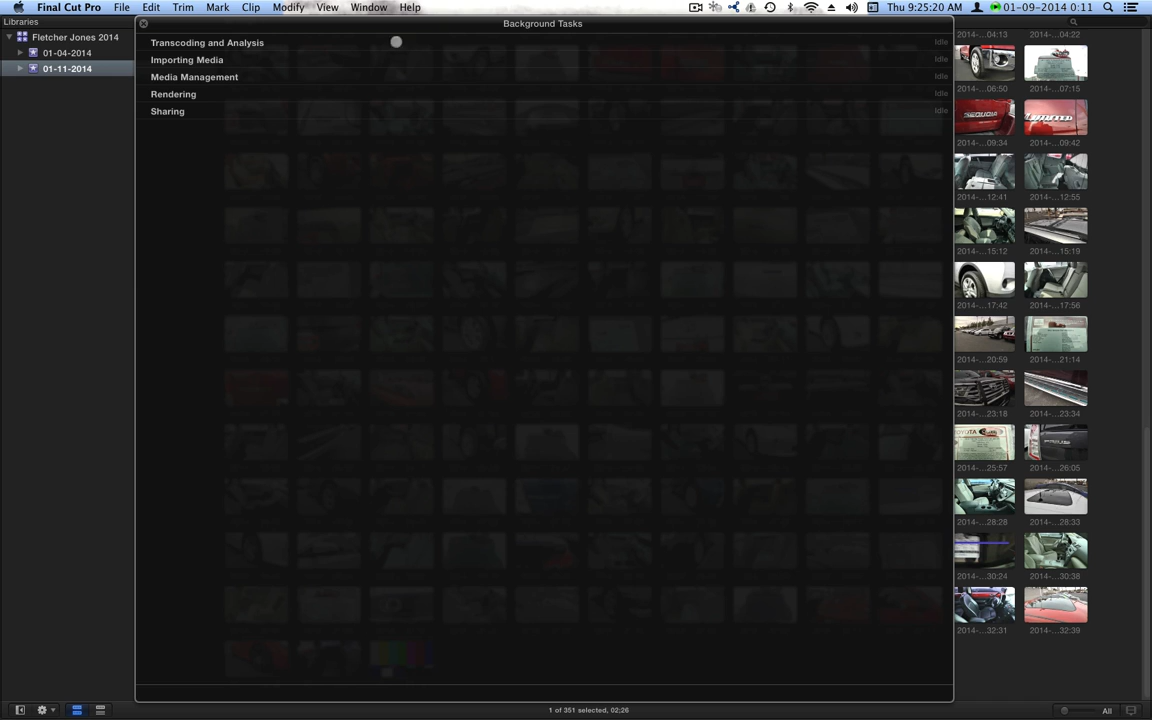 Final Cut Pro File Edit Trim Mark Clip Modify View Window Help Thu 9:25:20 AM 01-09-2014 0:11
Libraries
Background Tasks
Fletcher Jones 2014
01-04-2014
01-11-2014
Transcoding and Analysis Idle
Importing Media Idle
Media Management Idle
Rendering Idle
Sharing Idle
2014-...04:13 2014-...04:22
2014-...06:50 2014-...07:15
SEQUOIA LIMITED
2014-...09:34 2014-...09:42
2014-...12:41 2014-...12:55
2014-...15:12 2014-...15:19
2014-...17:42 2014-...17:56
2014-...20:59 2014-...21:14
2014-...23:18 2014-...23:34
TOYOTA PRIUS
2014-...25:57 2014-...26:05
2014-...28:28 2014-...28:33
2014-...30:24 2014-...30:38
2014-...32:31 2014-...32:39
1 of 351 selected, 02:26
All